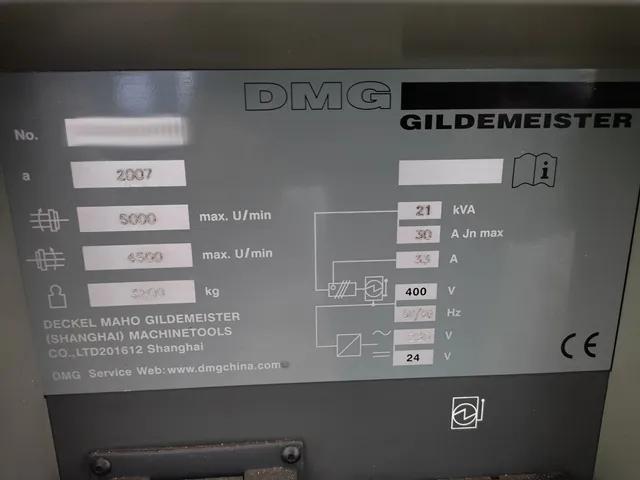 DMG
GILDEMEISTER
No.
a 2007
5000 max. U/min
4500 max. U/min
kg
21 kVA
30 A Jn max
33 A
400 V
Hz
V
24 V
DECKEL MAHO GILDEMEISTER
(SHANGHAI) MACHINETOOLS
CO.,LTD201612 Shanghai
DMG Service Web: www.dmgchina.com
i
CE